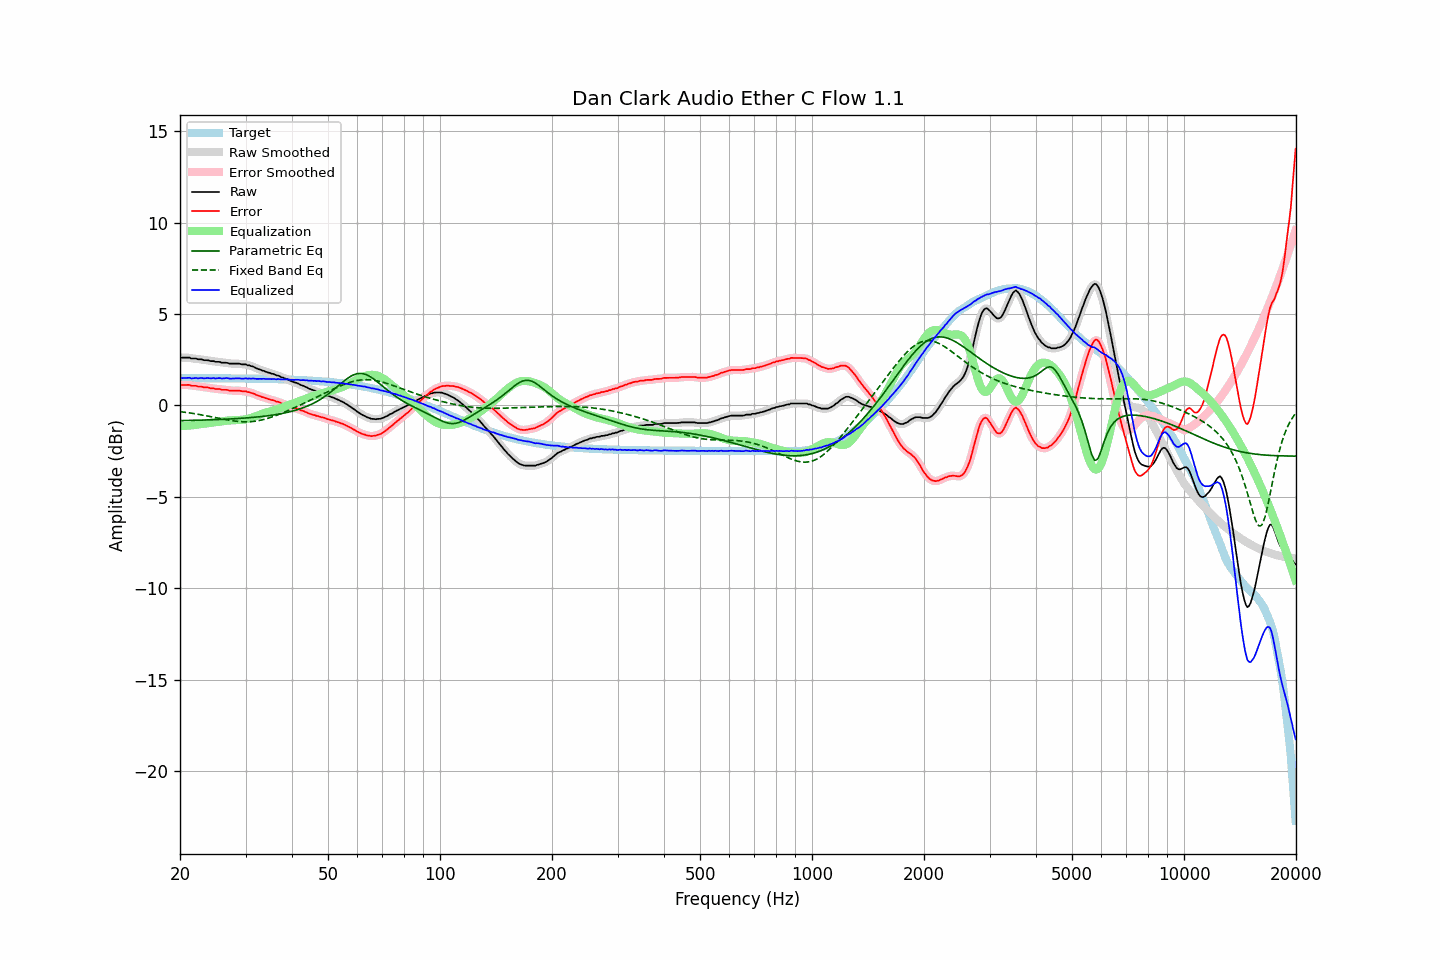 Dan Clark Audio Ether C Flow 1.1
Target
Raw Smoothed
Error Smoothed
Raw
Error
Equalization
Parametric Eq
Fixed Band Eq
Equalized
15
10
5
0
−5
−10
−15
−20
Amplitude (dBr)
20
50
100
200
500
1000
2000
5000
10000
20000
Frequency (Hz)